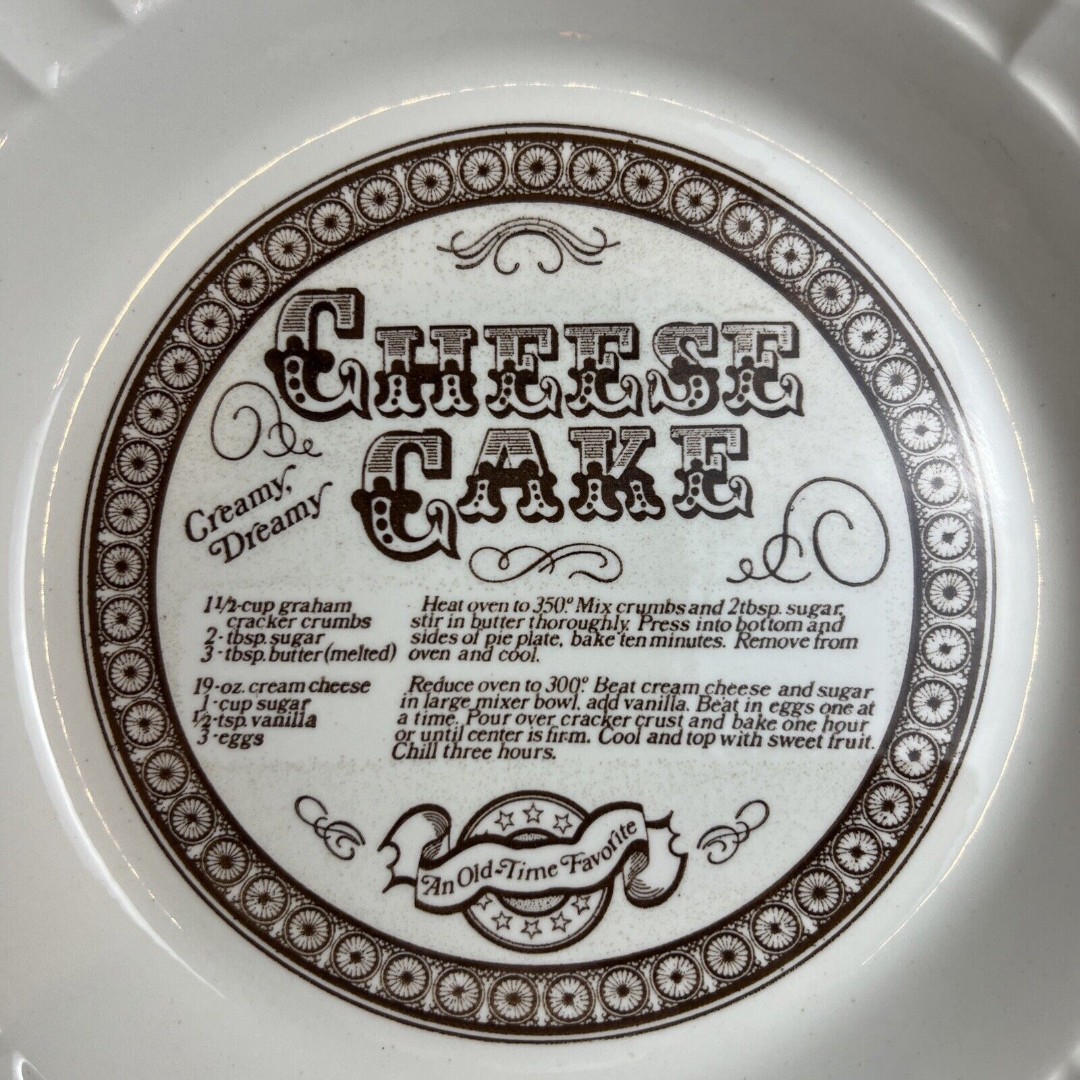 CHEESE
CAKE
Creamy,
Dreamy
1 1/2-cup graham
cracker crumbs
2-tbsp. sugar
3-tbsp. butter (melted)
Heat oven to 350° Mix crumbs and 2tbsp. sugar,
stir in butter thoroughly. Press into bottom and
sides of pie plate, bake ten minutes. Remove from
oven and cool.
19-oz. cream cheese
1-cup sugar
1/2-tsp. vanilla
3-eggs
Reduce oven to 300°. Beat cream cheese and sugar
in large mixer bowl, add vanilla. Beat in eggs one at
a time. Pour over cracker crust and bake one hour
or until center is firm. Cool and top with sweet fruit.
Chill three hours.
An Old-Time Favorite